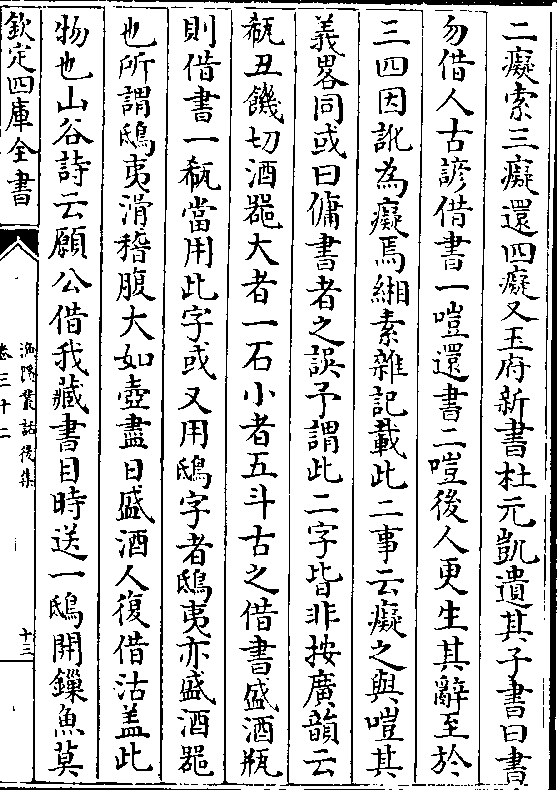 二癡索三癡還四癡又玉府新書杜元凱遺其子書曰書
勿借人古諺借書一嗤還書二嗤後人更生其辭至於
三四因訛為癡焉緗素雜記載此二事云癡之與嗤其
義畧同或曰傭書者之誤予謂此二字皆非按廣韻云
瓻丑饑切酒器大者一石小者五斗古之借書盛酒瓶
則借書一瓻當用此字或又用鴟字者鴟夷亦盛酒器
也所謂鴟夷滑稽腹大如壺盡日盛酒人復借沽盖此
物也山谷詩云願公借我藏書目時送一鴟開鏁魚莫
欽定四庫全書
漁隱叢話後集
卷三十二
十三